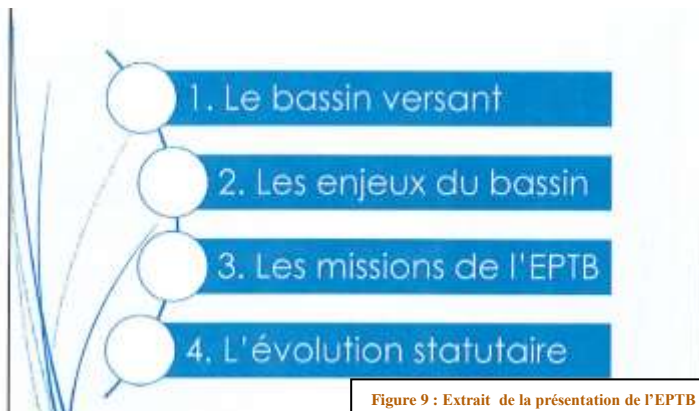 1. Le bassin versant
2. Les enjeux du bassin
3. Les missions de l'EPTB
4. L'évolution statutaire
Figure 9 : Extrait de la présentation de l'EPTB